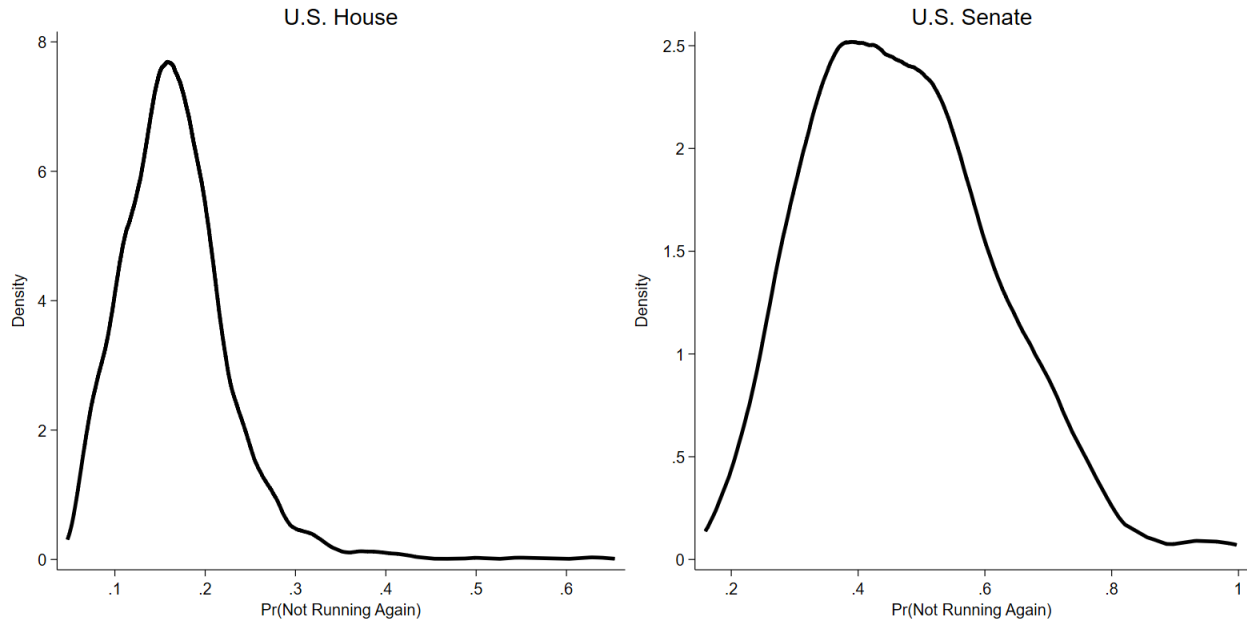 U.S. House
8
6
4
2
0
Density
.1 .2 .3 .4 .5 .6
Pr(Not Running Again)
U.S. Senate
2.5
2
1.5
1
.5
0
Density
.2 .4 .6 .8 1
Pr(Not Running Again)